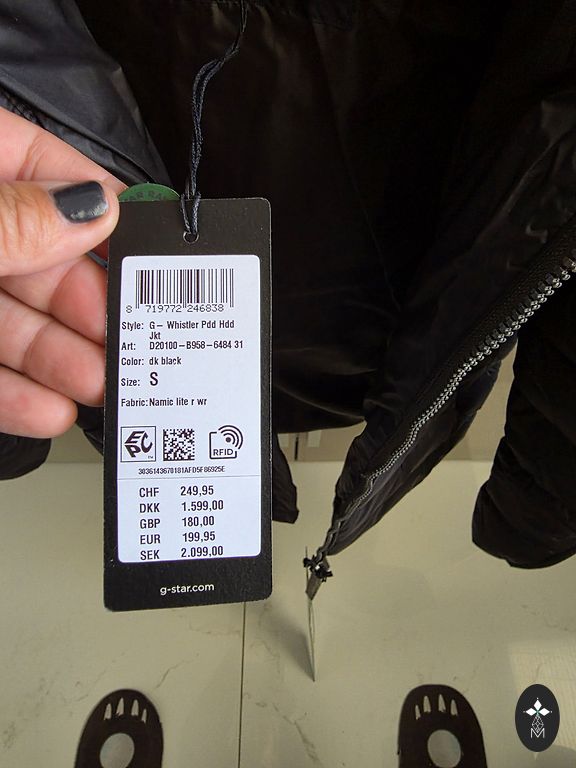 8 719772 246838
Style: G- Whistler Pdd Hdd
Jkt
Art: D20100-B958-6484 31
Color: dk black
Size: S
Fabric: Namic lite r wr
EPC
RFID
3036143670181AFD5F86925E
CHF 249,95
DKK 1.599,00
GBP 180,00
EUR 199,95
SEK 2.099,00
g-star.com
M